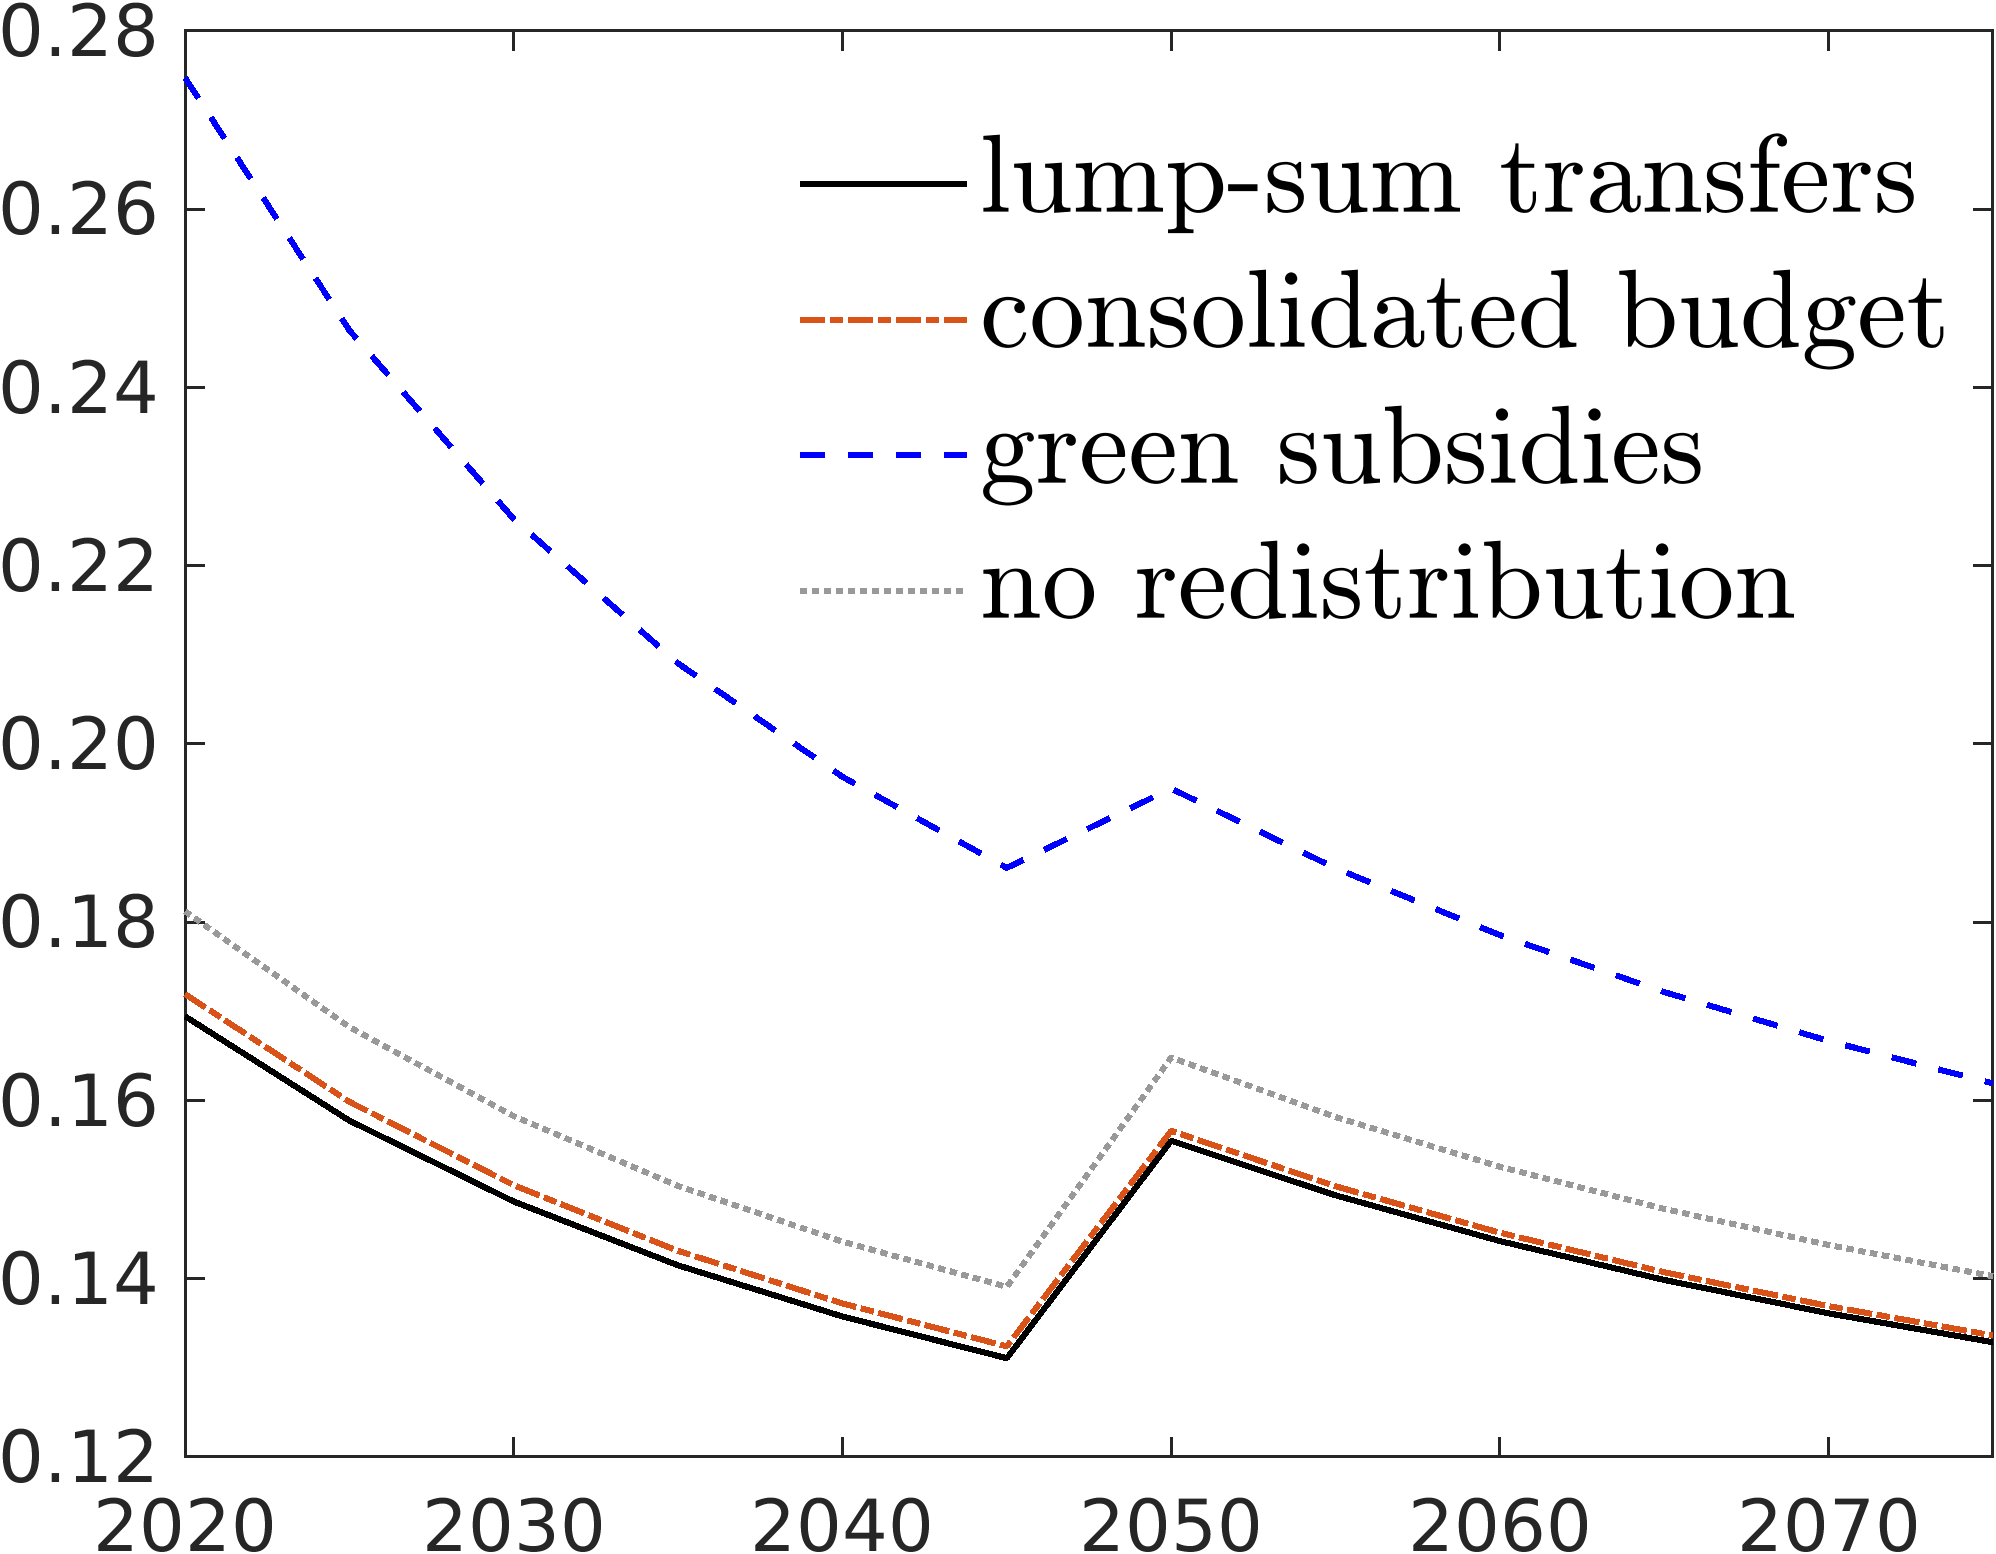 0.28
0.26
0.24
0.22
0.20
0.18
0.16
0.14
0.12
2020 2030 2040 2050 2060 2070
lump-sum transfers
consolidated budget
green subsidies
no redistribution